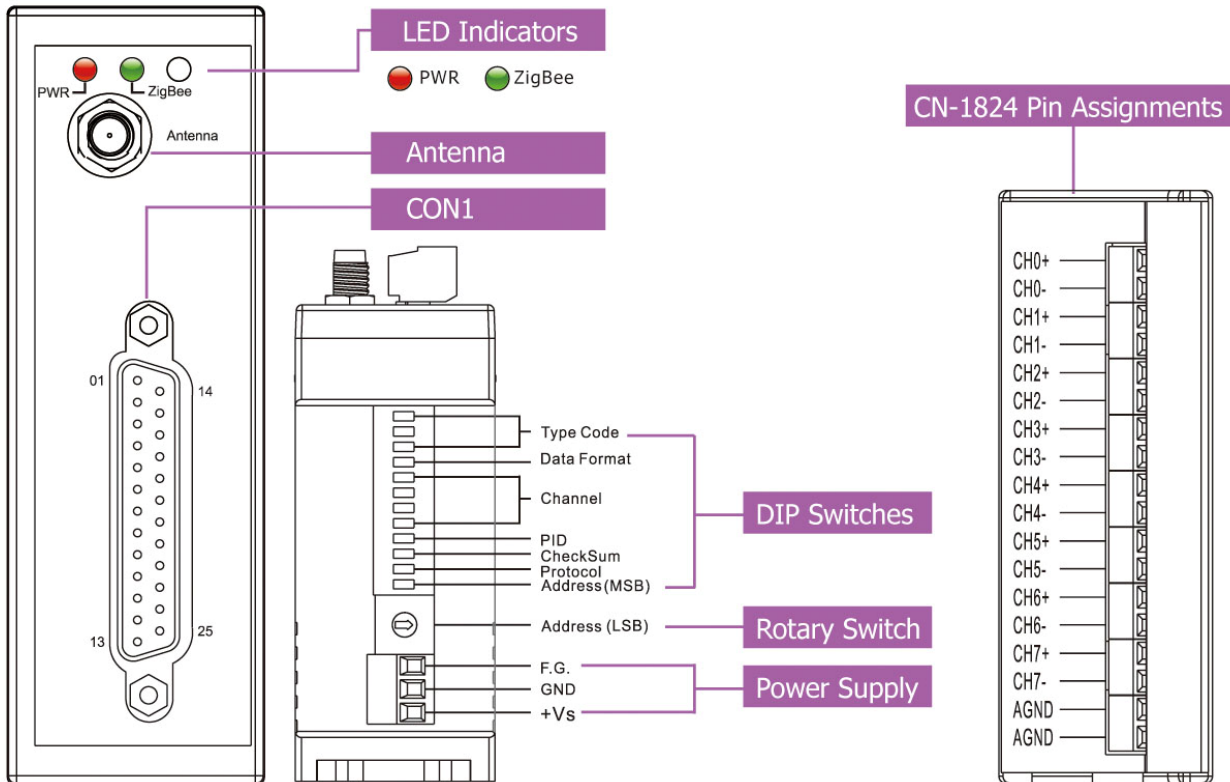 LED Indicators
PWR ZigBee
PWR ZigBee
Antenna
Antenna
CON1
01
14
13
25
Type Code
Data Format
Channel
PID
CheckSum
Protocol
Address(MSB)
Address (LSB)
F.G.
GND
+Vs
DIP Switches
Rotary Switch
Power Supply
CN-1824 Pin Assignments
CH0+
CH0-
CH1+
CH1-
CH2+
CH2-
CH3+
CH3-
CH4+
CH4-
CH5+
CH5-
CH6+
CH6-
CH7+
CH7-
AGND
AGND